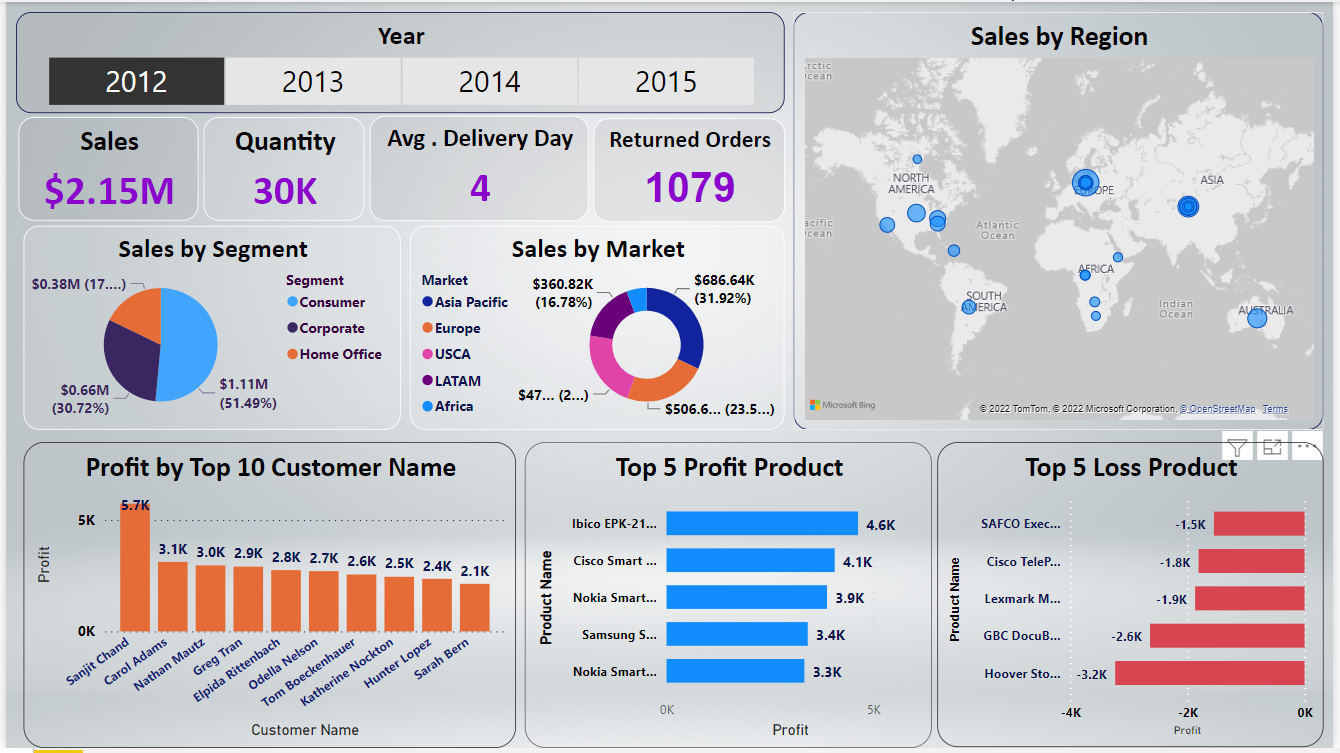 Year
2012
2013
2014
2015
Sales
$2.15M
Quantity
30K
Avg . Delivery Day
4
Returned Orders
1079
Sales by Segment
$0.38M (17....)
$0.66M
(30.72%)
$1.11M
(51.49%)
Segment
Consumer
Corporate
Home Office
Sales by Market
Market
Asia Pacific
Europe
USCA
LATAM
Africa
$360.82K
(16.78%)
$686.64K
(31.92%)
$47... (2...)
$506.6... (23.5...)
Sales by Region
rctic
cean
NORTH
AMERICA
EUROPE
ASIA
acific
cean
Atlantic
Ocean
AFRICA
SOUTH
AMERICA
Indian
Ocean
AUSTRALIA
Microsoft Bing
© 2022 TomTom, © 2022 Microsoft Corporation, © OpenStreetMap Terms
Profit by Top 10 Customer Name
Profit
5K
0K
5.7K
3.1K
3.0K
2.9K
2.8K
2.7K
2.6K
2.5K
2.4K
2.1K
Sanjit Chand
Carol Adams
Nathan Mautz
Greg Tran
Elpida Rittenbach
Odella Nelson
Tom Boeckenhauer
Katherine Nockton
Hunter Lopez
Sarah Bern
Customer Name
Top 5 Profit Product
Product Name
Ibico EPK-21... 4.6K
Cisco Smart ... 4.1K
Nokia Smart... 3.9K
Samsung S... 3.4K
Nokia Smart... 3.3K
0K 5K
Profit
Top 5 Loss Product
Product Name
SAFCO Exec... -1.5K
Cisco TeleP... -1.8K
Lexmark M... -1.9K
GBC DocuB... -2.6K
Hoover Sto... -3.2K
-4K -2K 0K
Profit